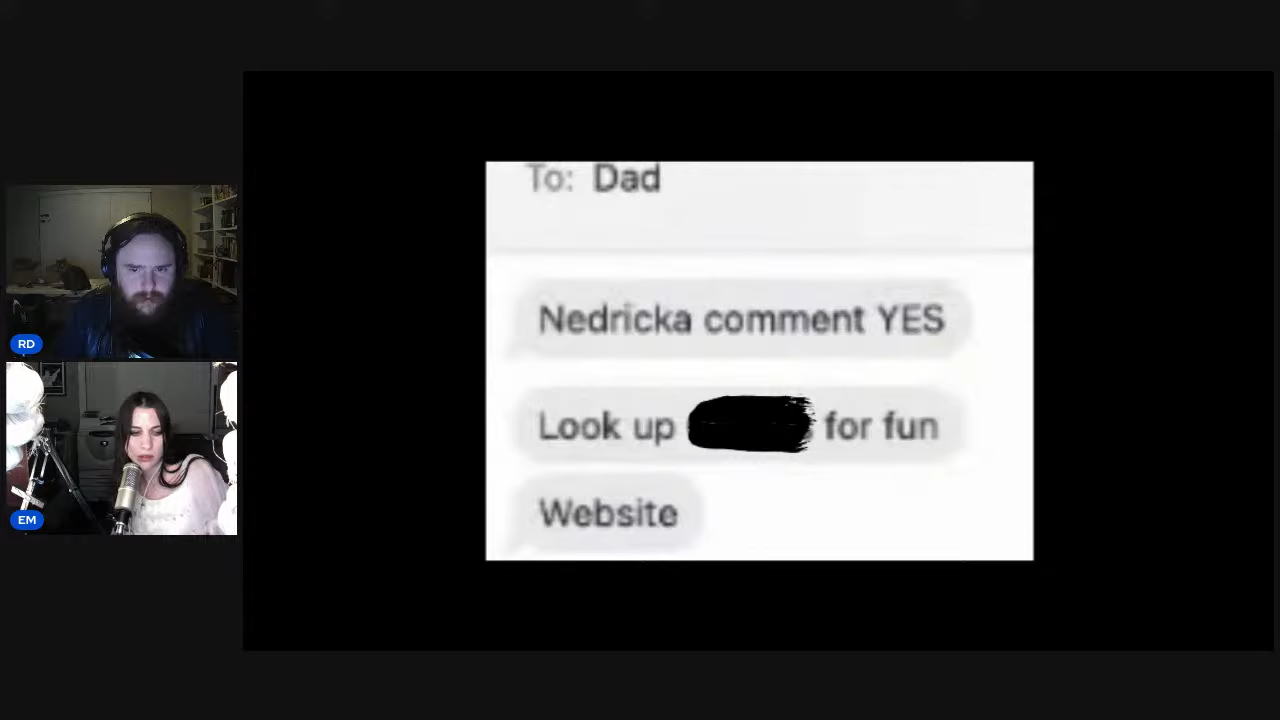 To: Dad
Nedricka comment YES
Look up for fun
Website
RD
EM